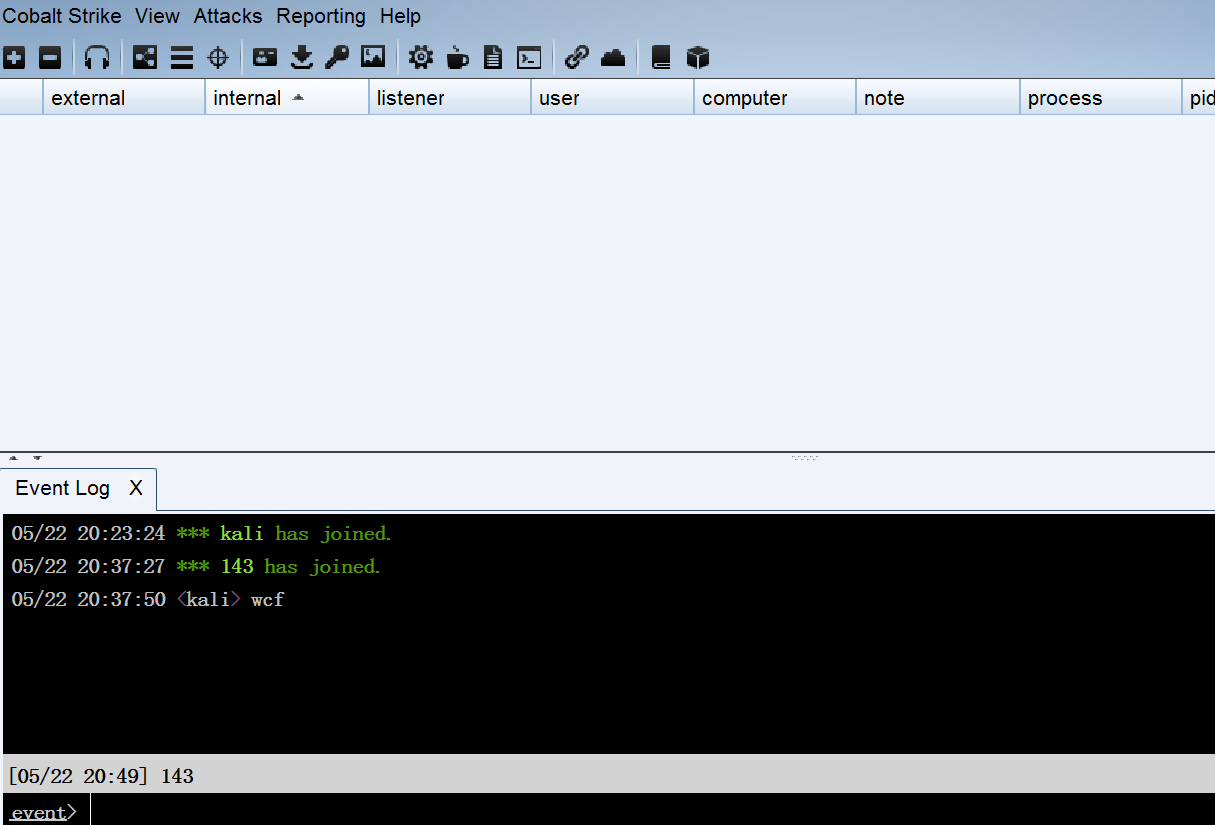 Cobalt Strike View Attacks Reporting Help
external internal listener user computer note process pid
Event Log X
05/22 20:23:24 *** kali has joined.
05/22 20:37:27 *** 143 has joined.
05/22 20:37:50 <kali> wcf
[05/22 20:49] 143
event>